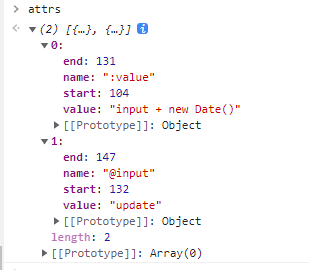 > attrs
(2) [{…}, {…}] i
0:
end: 131
name: ":value"
start: 104
value: "input + new Date()"
[[Prototype]]: Object
1:
end: 147
name: "@input"
start: 132
value: "update"
[[Prototype]]: Object
length: 2
[[Prototype]]: Array(0)